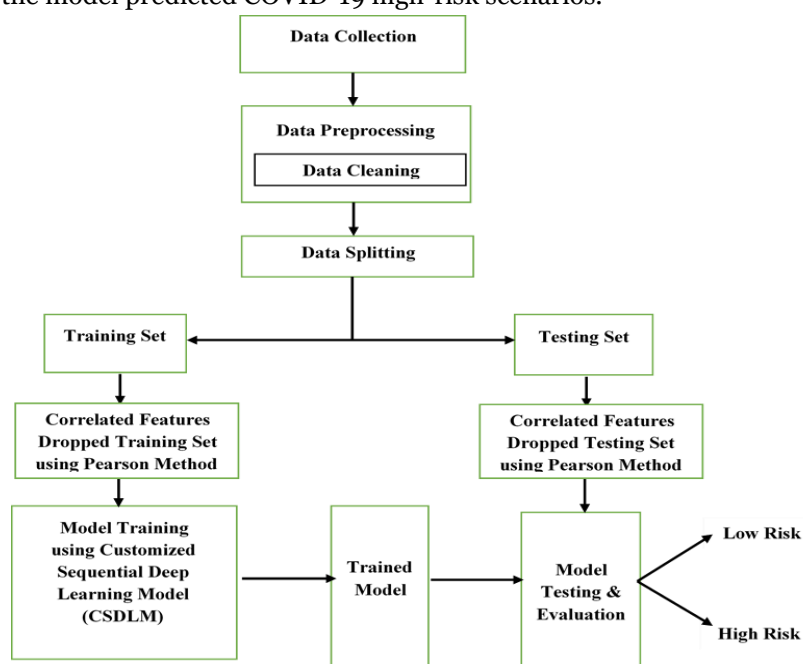 the model predicted COVID-19 high-risk scenarios.
Data Collection
Data Preprocessing
Data Cleaning
Data Splitting
Training Set
Testing Set
Correlated Features
Dropped Training Set
using Pearson Method
Correlated Features
Dropped Testing Set
using Pearson Method
Model Training
using Customized
Sequential Deep
Learning Model
(CSDLM)
Trained
Model
Model
Testing &
Evaluation
Low Risk
High Risk